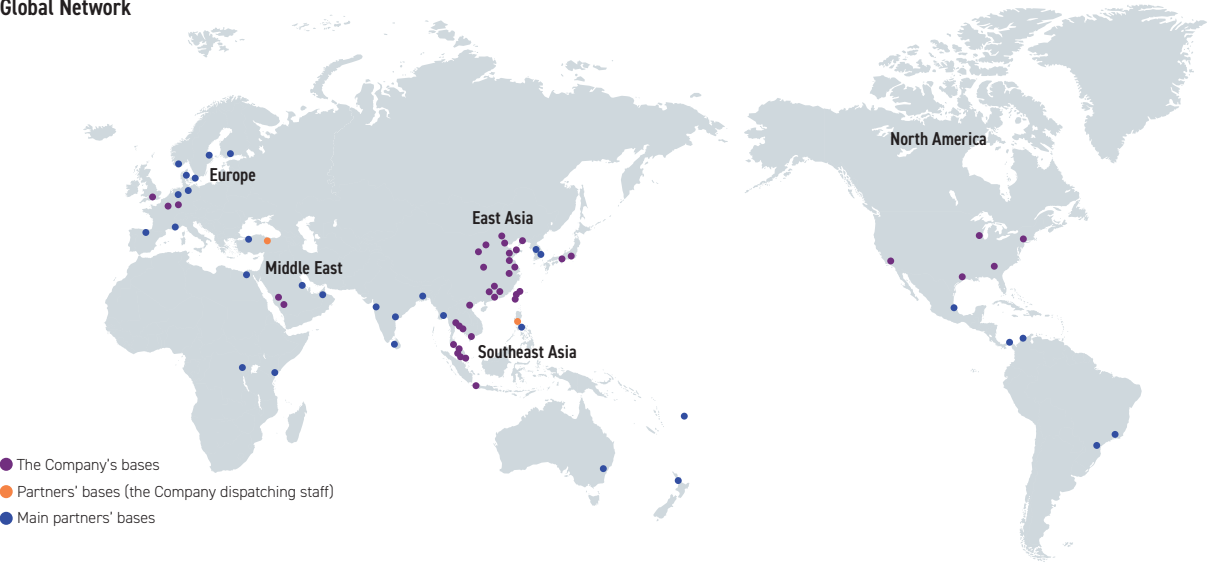 Global Network
North America
Europe
East Asia
Middle East
Southeast Asia
The Company's bases
Partners' bases (the Company dispatching staff)
Main partners' bases